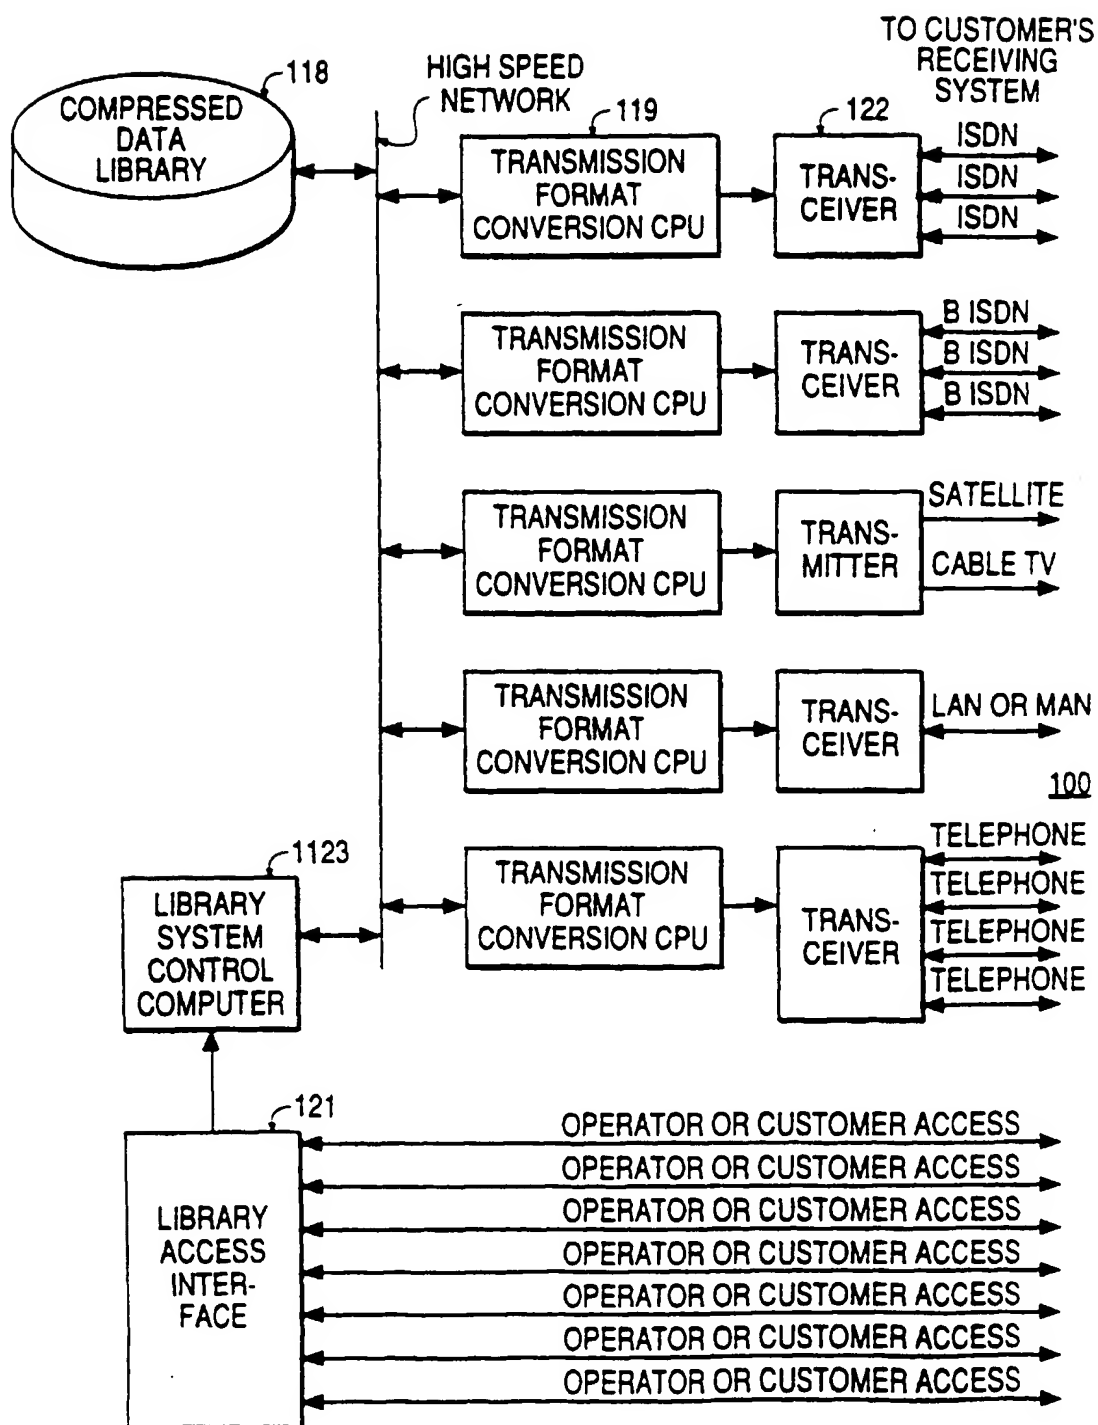 TO CUSTOMER'S
RECEIVING
SYSTEM
118
COMPRESSED
DATA
LIBRARY
HIGH SPEED
NETWORK
119
TRANSMISSION
FORMAT
CONVERSION CPU
122
TRANS-
CEIVER
ISDN
ISDN
ISDN
TRANSMISSION
FORMAT
CONVERSION CPU
TRANS-
CEIVER
B ISDN
B ISDN
B ISDN
TRANSMISSION
FORMAT
CONVERSION CPU
TRANS-
MITTER
SATELLITE
CABLE TV
TRANSMISSION
FORMAT
CONVERSION CPU
TRANS-
CEIVER
LAN OR MAN
100
TRANSMISSION
FORMAT
CONVERSION CPU
TRANS-
CEIVER
TELEPHONE
TELEPHONE
TELEPHONE
TELEPHONE
1123
LIBRARY
SYSTEM
CONTROL
COMPUTER
121
LIBRARY
ACCESS
INTER-
FACE
OPERATOR OR CUSTOMER ACCESS
OPERATOR OR CUSTOMER ACCESS
OPERATOR OR CUSTOMER ACCESS
OPERATOR OR CUSTOMER ACCESS
OPERATOR OR CUSTOMER ACCESS
OPERATOR OR CUSTOMER ACCESS
OPERATOR OR CUSTOMER ACCESS